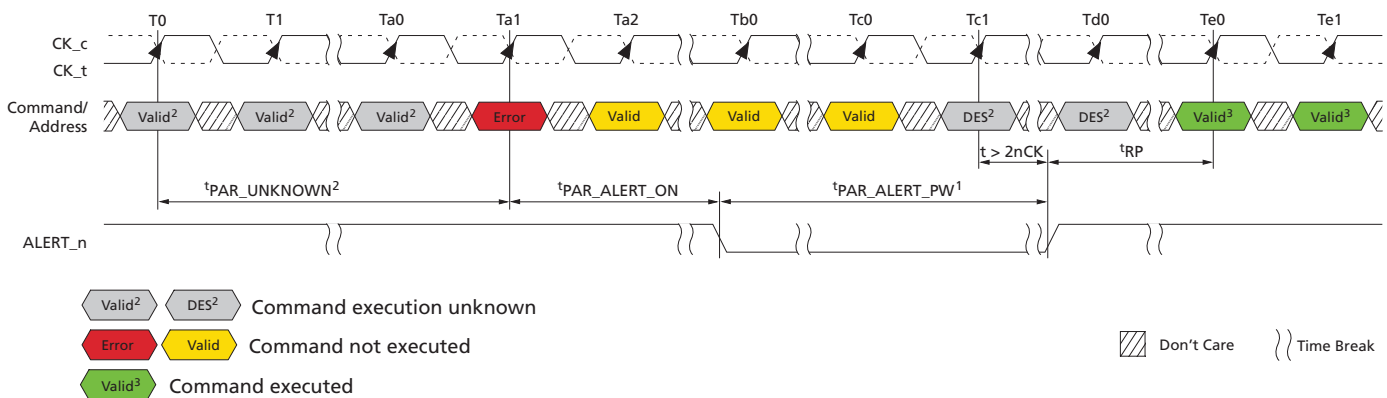 T0 T1 Ta0 Ta1 Ta2 Tb0 Tc0 Tc1 Td0 Te0 Te1
CK_c
CK_t
Command/
Address
Valid² Valid² Valid² Error Valid Valid Valid DES² DES² Valid³ Valid³
t > 2nCK ᵗRP
ᵗPAR_UNKNOWN² ᵗPAR_ALERT_ON ᵗPAR_ALERT_PW¹
ALERT_n
Valid² DES² Command execution unknown
Error Valid Command not executed
Don't Care Time Break
Valid³ Command executed